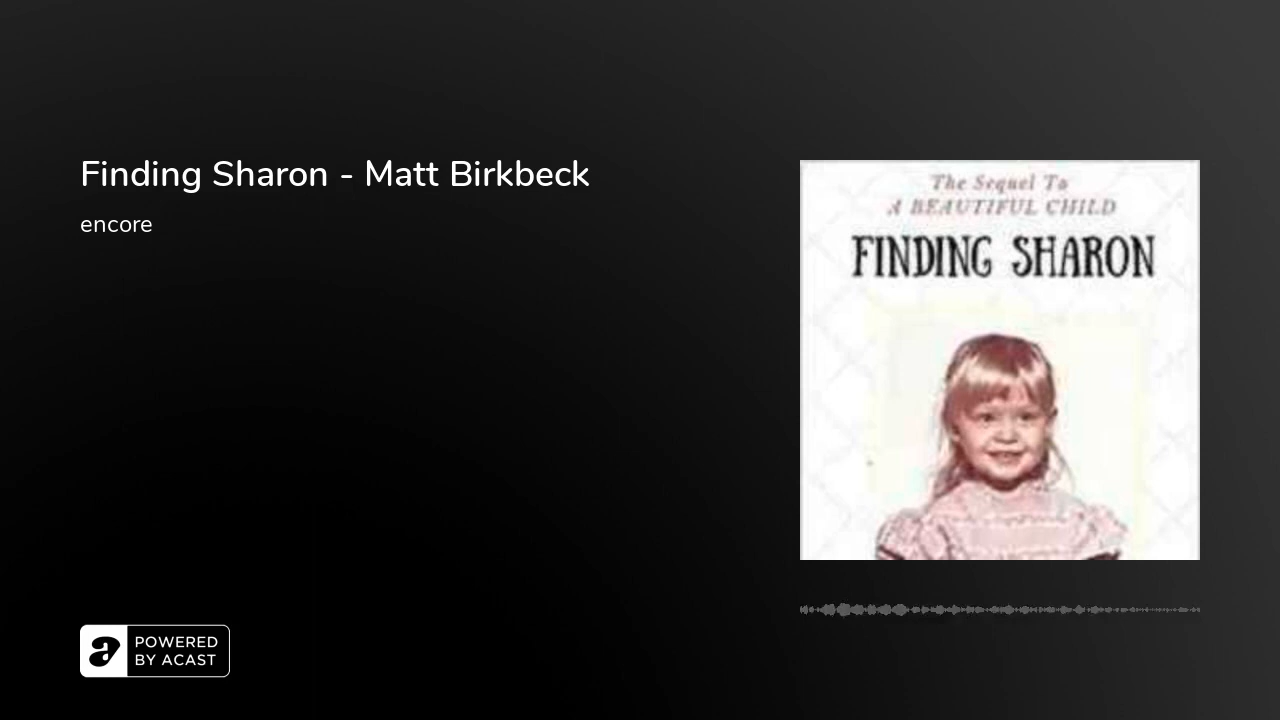 Finding Sharon - Matt Birkbeck
encore
The Sequel To
A BEAUTIFUL CHILD
FINDING SHARON
POWERED
BY ACAST